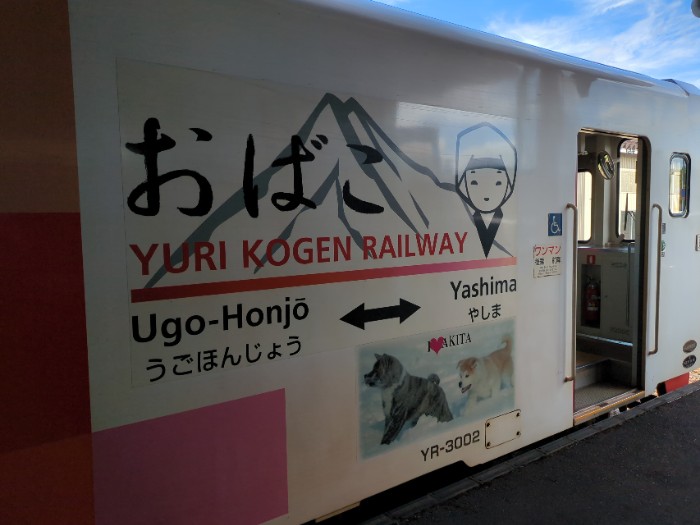 おばこ
YURI KOGEN RAILWAY
Ugo-Honjō
うごほんじょう
Yashima
やしま
I AKITA
YR-3002
ワンマン